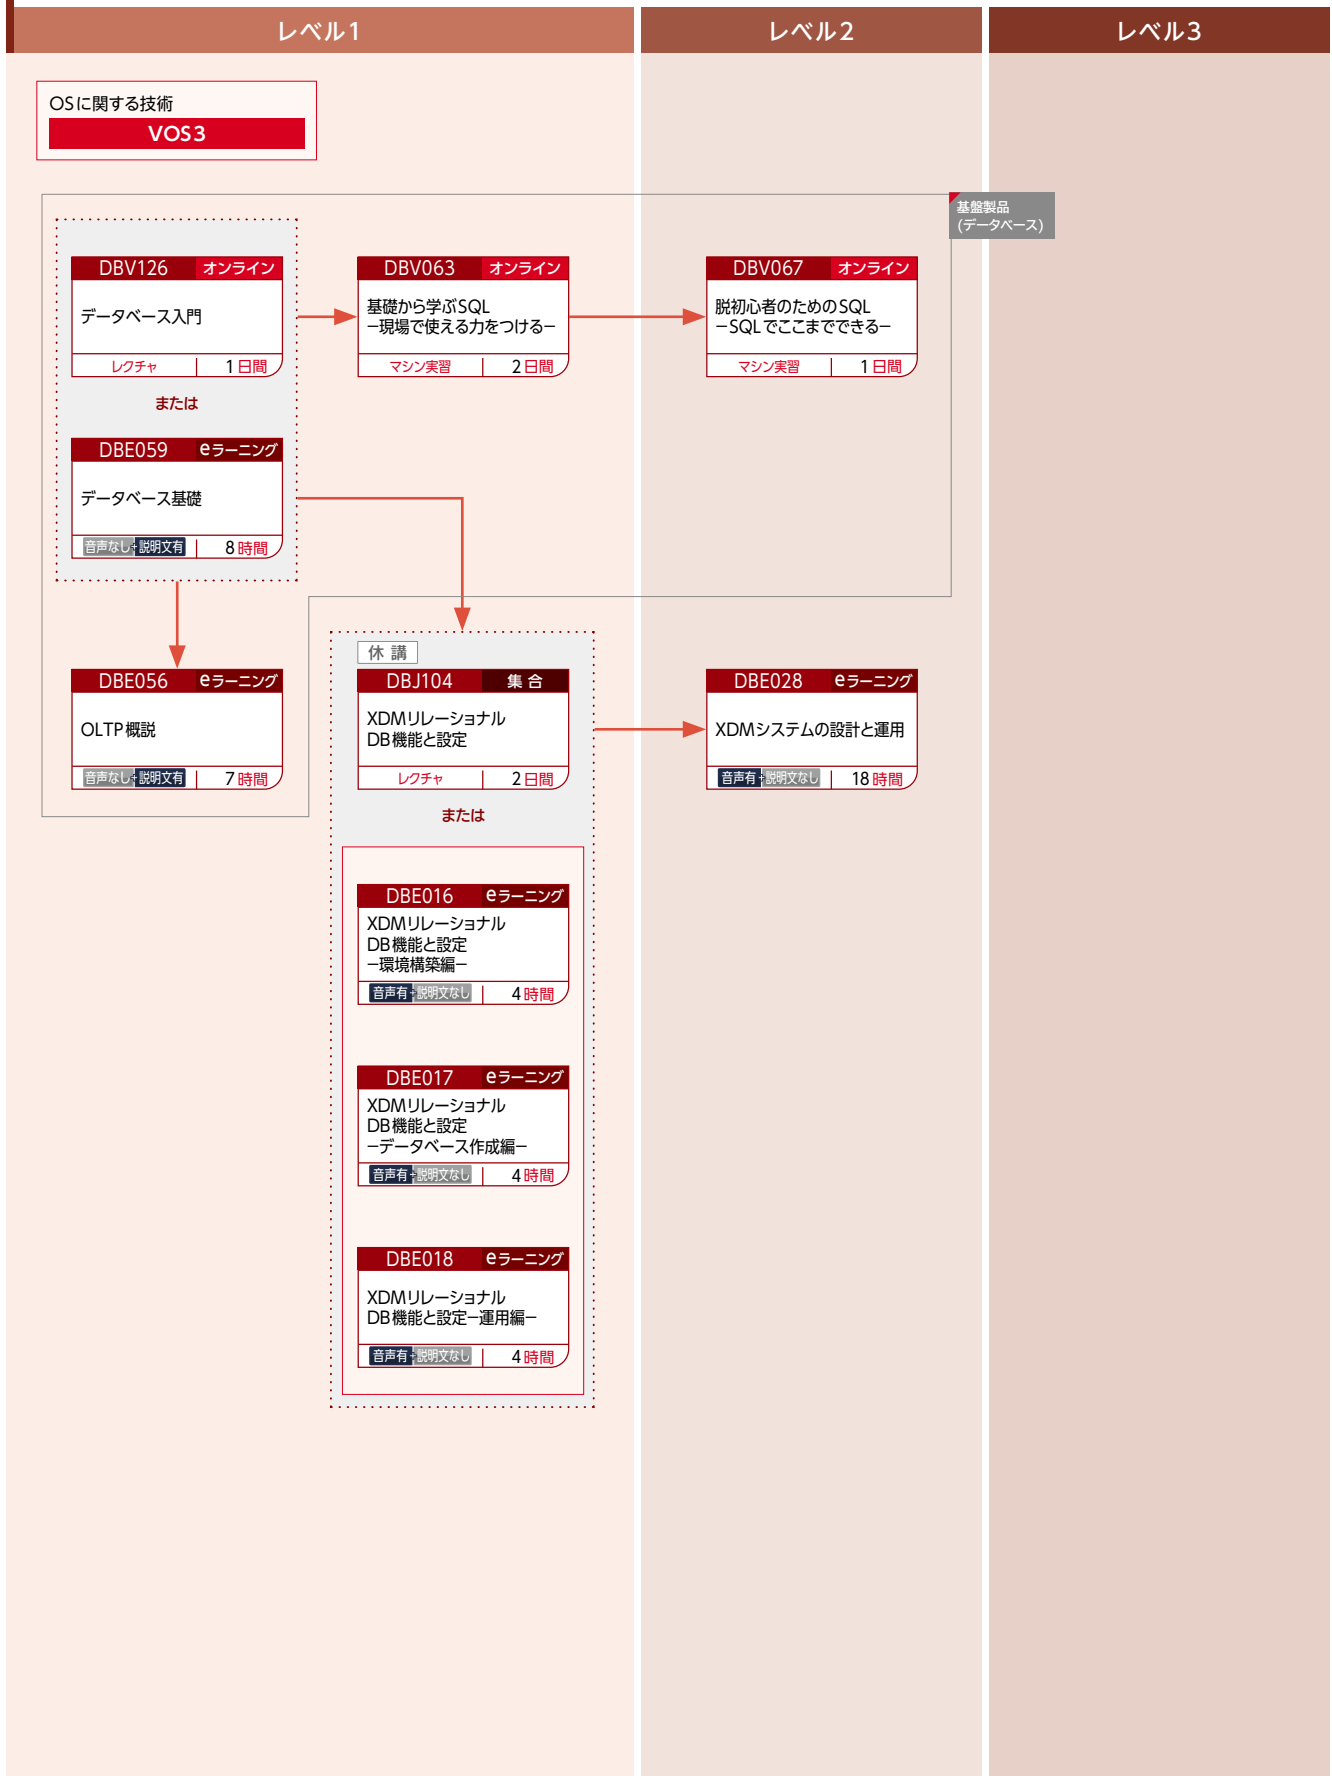 レベル1
レベル2
レベル3
OSに関する技術
VOS3
基盤製品
(データベース)
DBV126 オンライン
データベース入門
レクチャ 1日間
または
DBE059 eラーニング
データベース基礎
音声なし+説明文有 8時間
DBV063 オンライン
基礎から学ぶSQL
−現場で使える力をつける−
マシン実習 2日間
DBV067 オンライン
脱初心者のためのSQL
−SQLでここまでできる−
マシン実習 1日間
DBE056 eラーニング
OLTP概説
音声なし+説明文有 7時間
休講
DBJ104 集合
XDMリレーショナル
DB機能と設定
レクチャ 2日間
または
DBE016 eラーニング
XDMリレーショナル
DB機能と設定
−環境構築編−
音声有+説明文なし 4時間
DBE017 eラーニング
XDMリレーショナル
DB機能と設定
−データベース作成編−
音声有+説明文なし 4時間
DBE018 eラーニング
XDMリレーショナル
DB機能と設定−運用編−
音声有+説明文なし 4時間
DBE028 eラーニング
XDMシステムの設計と運用
音声有+説明文なし 18時間